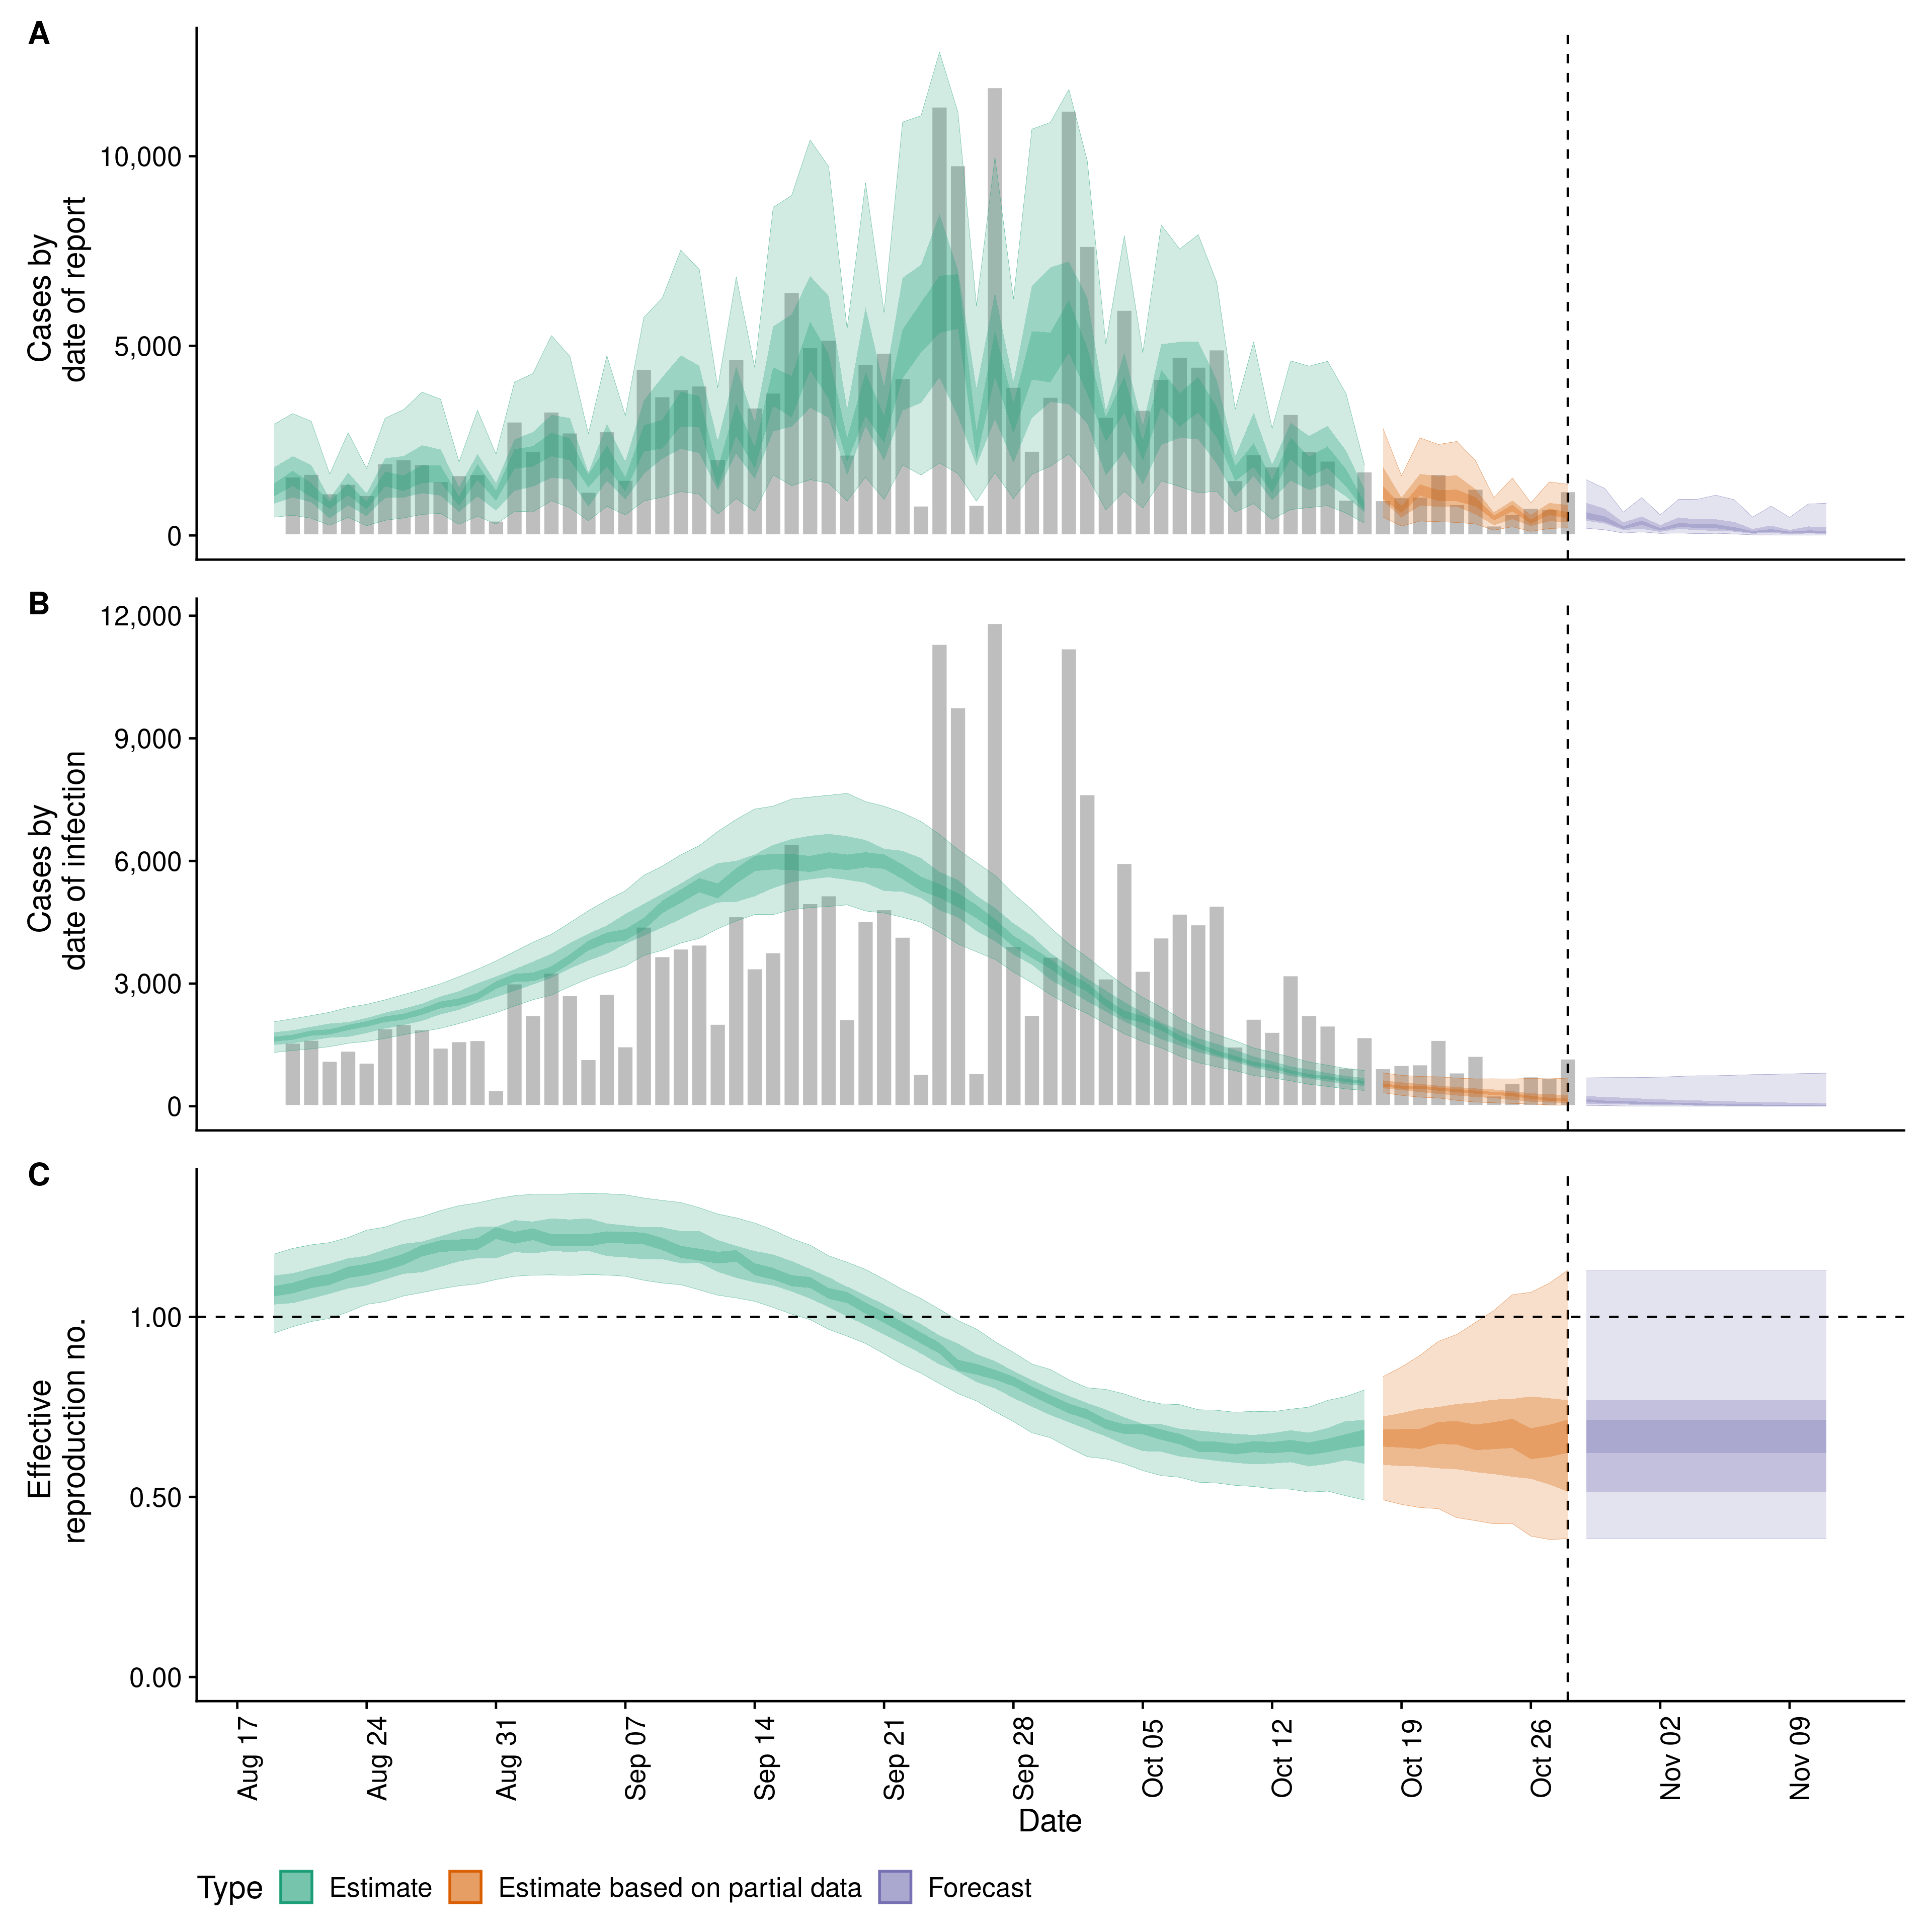 A
Cases by
date of report
10,000
5,000
0
B
Cases by
date of infection
12,000
9,000
6,000
3,000
0
C
Effective
reproduction no.
1.00
0.50
0.00
Aug 17
Aug 24
Aug 31
Sep 07
Sep 14
Sep 21
Sep 28
Oct 05
Oct 12
Oct 19
Oct 26
Nov 02
Nov 09
Date
Type Estimate Estimate based on partial data Forecast